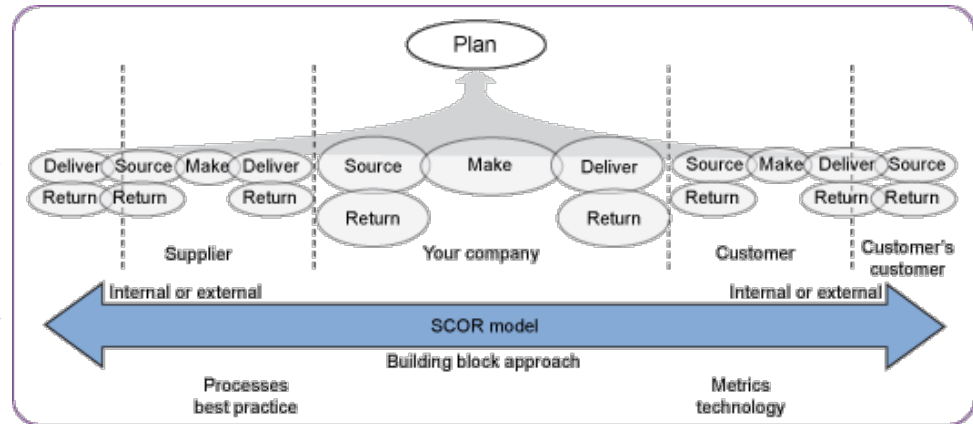 Plan
Deliver Source Make Deliver Source Make Deliver Source Make Deliver Source
Return Return Return Return Return Return Return Return
Supplier Your company Customer Customer's
customer
Internal or external Internal or external
SCOR model
Building block approach
Processes Metrics
best practice technology